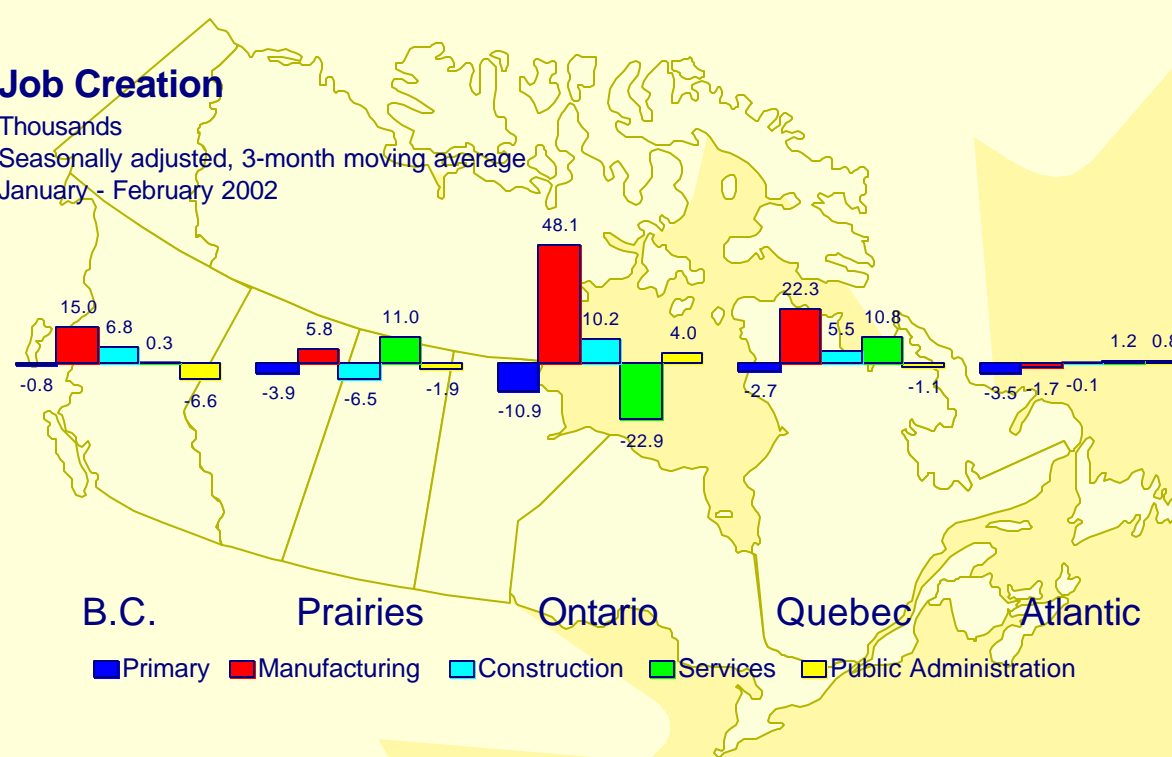 Job Creation
Thousands
Seasonally adjusted, 3-month moving average
January - February 2002
48.1
15.0 6.8 0.3
5.8 11.0
10.2 4.0
22.3 5.5 10.8
1.2 0.8
-0.8 -6.6
-3.9 -6.5 -1.9
-10.9 -22.9
-2.7 -1.1
-3.5 -1.7 -0.1
B.C. Prairies Ontario Quebec Atlantic
Primary Manufacturing Construction Services Public Administration